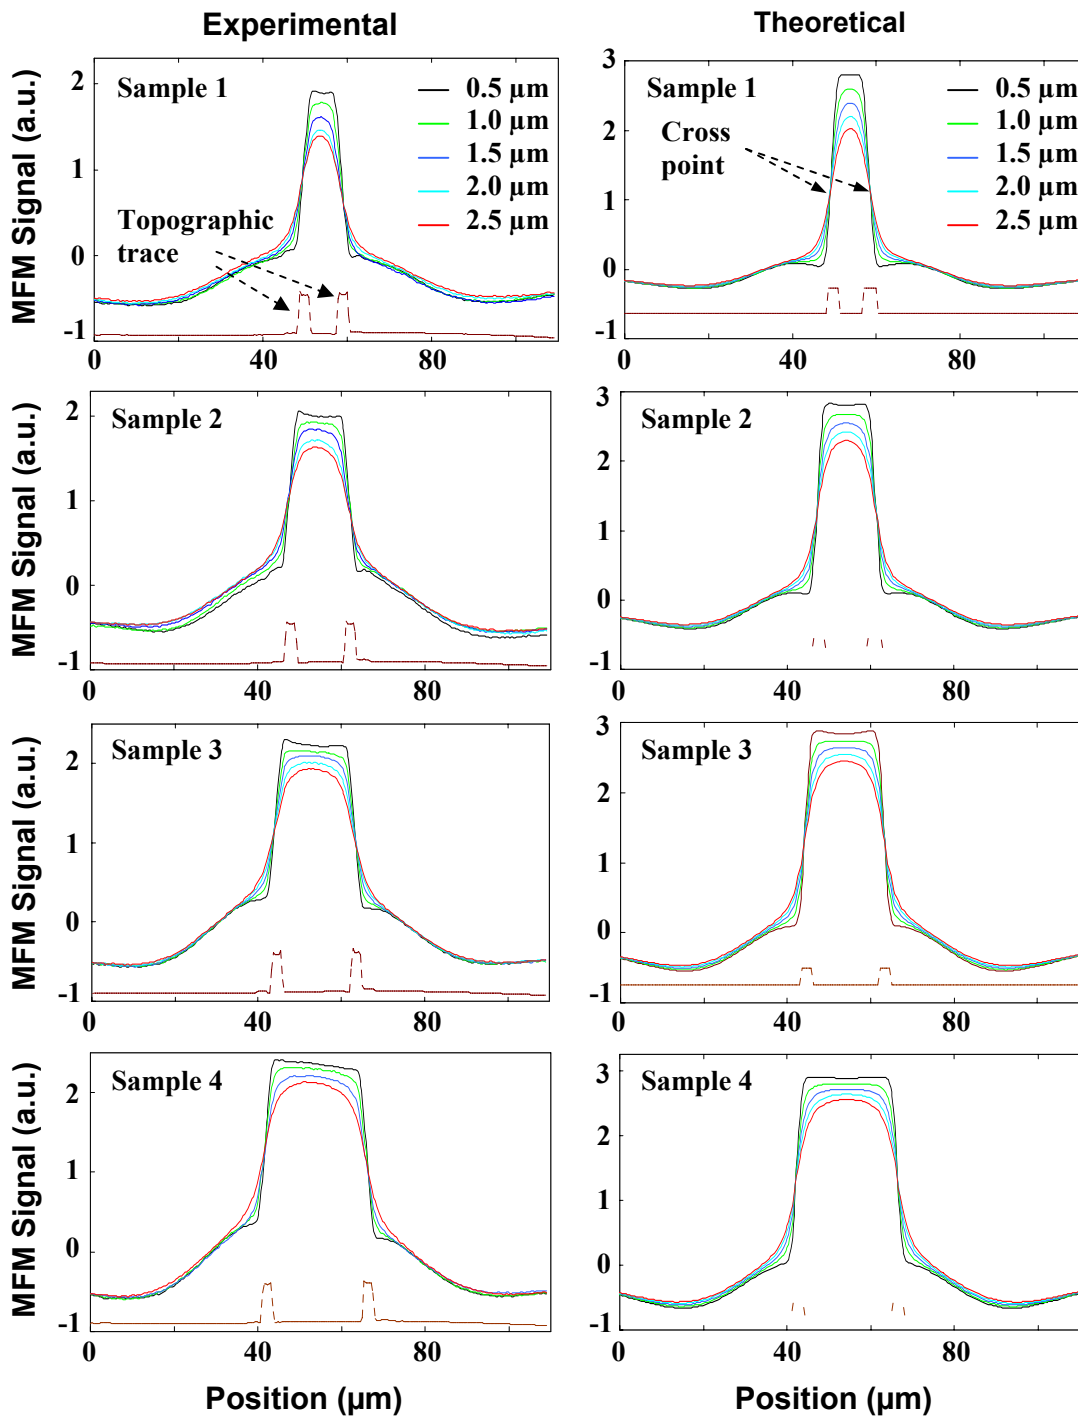 Experimental
Theoretical
MFM Signal (a.u.)
2
1
0
-1
Sample 1
0.5 µm
1.0 µm
1.5 µm
2.0 µm
2.5 µm
Topographic
trace
0
40
80
3
2
1
0
-1
Sample 1
Cross
point
0.5 µm
1.0 µm
1.5 µm
2.0 µm
2.5 µm
0
40
80
MFM Signal (a.u.)
2
1
0
-1
Sample 2
0
40
80
3
2
1
0
-1
Sample 2
0
40
80
MFM Signal (a.u.)
2
1
0
-1
Sample 3
0
40
80
3
2
1
0
-1
Sample 3
0
40
80
MFM Signal (a.u.)
2
1
0
-1
Sample 4
0
40
80
3
2
1
0
-1
Sample 4
0
40
80
Position (µm)
Position (µm)